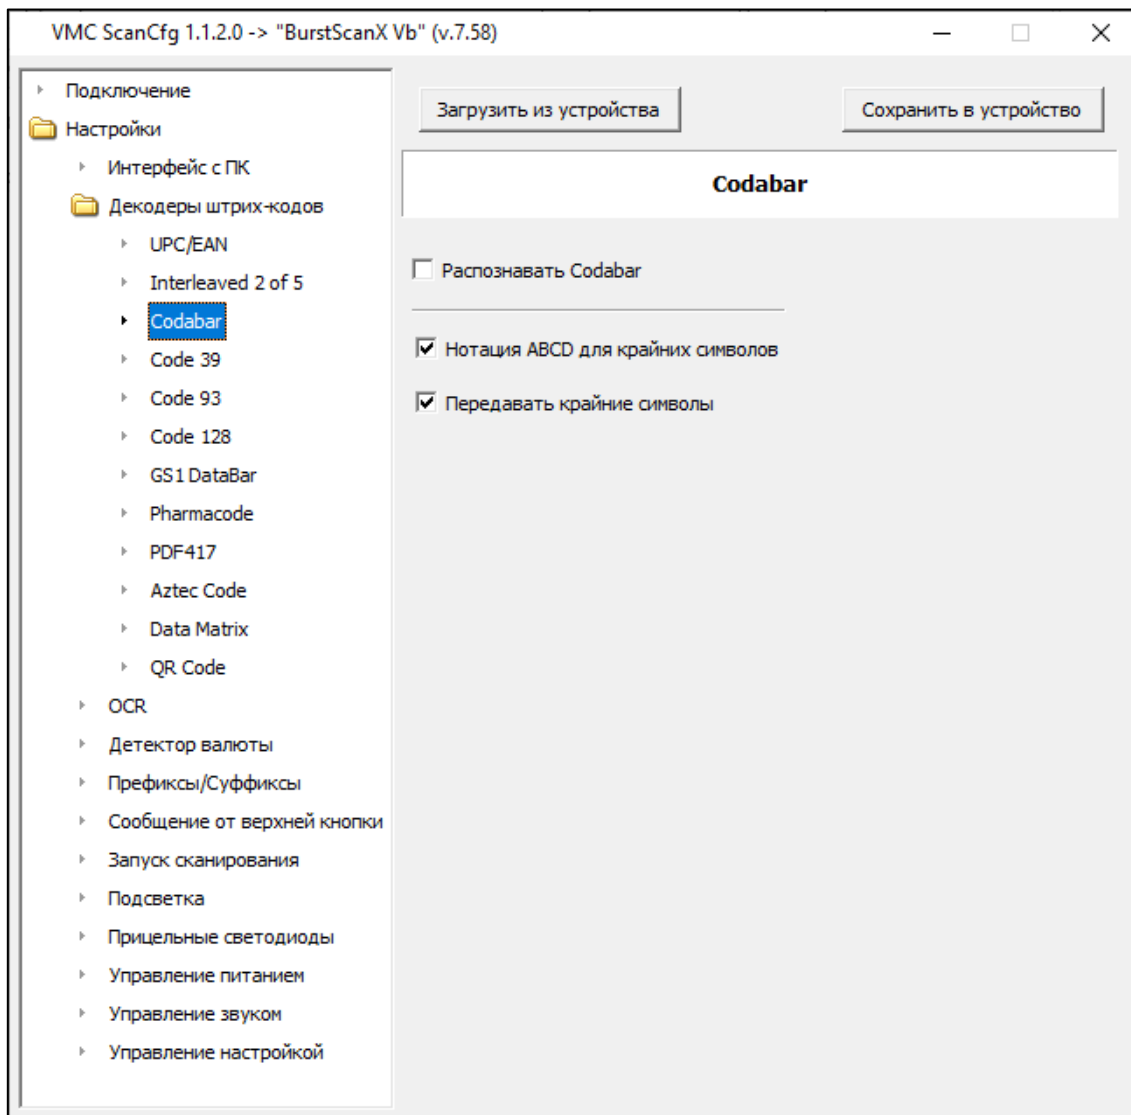 VMC ScanCfg 1.1.2.0 -> "BurstScanX Vb" (v.7.58)
Подключение
Настройки
Интерфейс с ПК
Декодеры штрих-кодов
UPC/EAN
Interleaved 2 of 5
Codabar
Code 39
Code 93
Code 128
GS1 DataBar
Pharmacode
PDF417
Aztec Code
Data Matrix
QR Code
OCR
Детектор валюты
Префиксы/Суффиксы
Сообщение от верхней кнопки
Запуск сканирования
Подсветка
Прицельные светодиоды
Управление питанием
Управление звуком
Управление настройкой
Загрузить из устройства
Сохранить в устройство
Codabar
Распознавать Codabar
Нотация ABCD для крайних символов
Передавать крайние символы